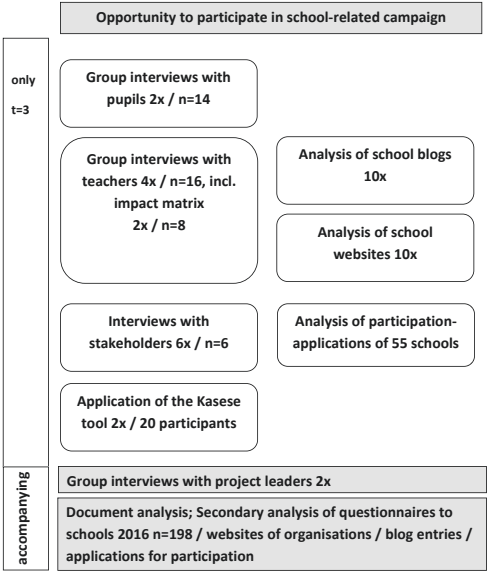 Opportunity to participate in school-related campaign
only
t=3
Group interviews with
pupils 2x / n=14
Group interviews with
teachers 4x / n=16, incl.
impact matrix
2x / n=8
Analysis of school blogs
10x
Analysis of school
websites 10x
Interviews with
stakeholders 6x / n=6
Analysis of participation-
applications of 55 schools
Application of the Kasese
tool 2x / 20 participants
accompanying
Group interviews with project leaders 2x
Document analysis; Secondary analysis of questionnaires to
schools 2016 n=198 / websites of organisations / blog entries /
applications for participation